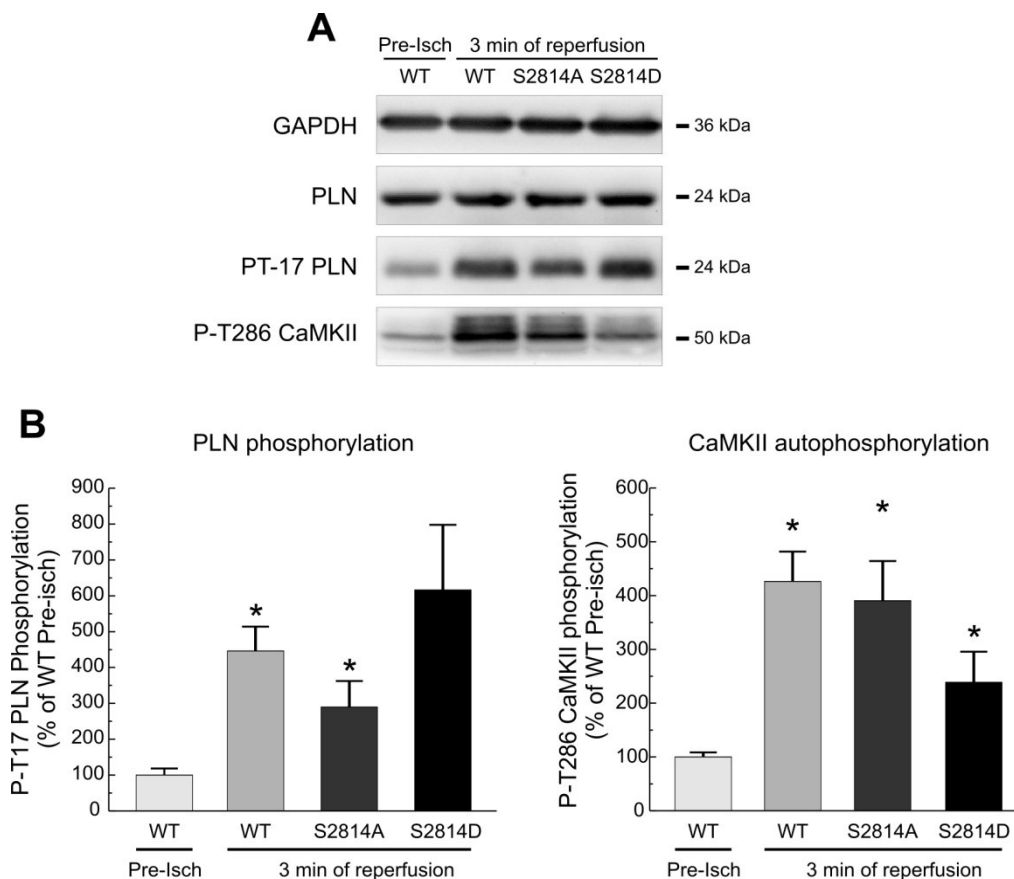 A
Pre-Isch 3 min of reperfusion
WT WT S2814A S2814D
GAPDH 36 kDa
PLN 24 kDa
PT-17 PLN 24 kDa
P-T286 CaMKII 50 kDa
B
PLN phosphorylation
P-T17 PLN Phosphorylation
(% of WT Pre-isch)
900
800
700
600
500
400
300
200
100
0
* *
WT WT S2814A S2814D
Pre-Isch 3 min of reperfusion
CaMKII autophosphorylation
P-T286 CaMKII phosphorylation
(% of WT Pre-isch)
600
500
400
300
200
100
0
* * *
WT WT S2814A S2814D
Pre-Isch 3 min of reperfusion